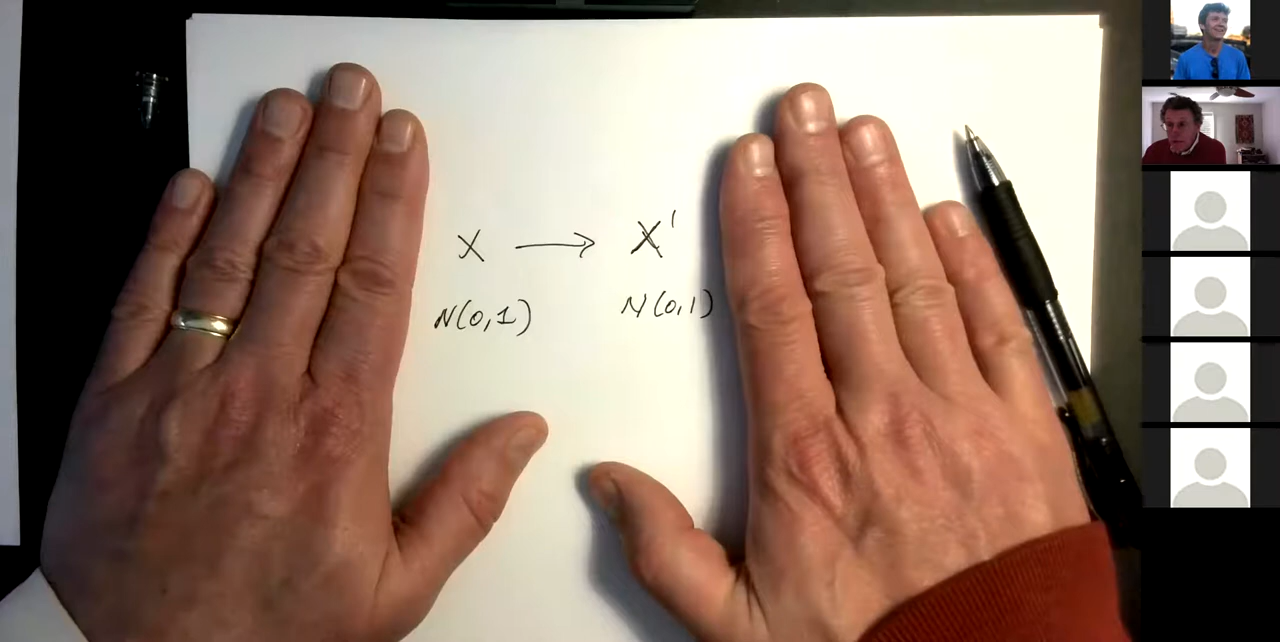 X → X'
N(0,1) N(0,1)